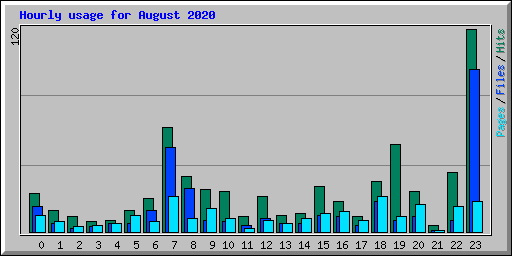 Hourly usage for August 2020
120
Pages/Files/Hits
0 1 2 3 4 5 6 7 8 9 10 11 12 13 14 15 16 17 18 19 20 21 22 23